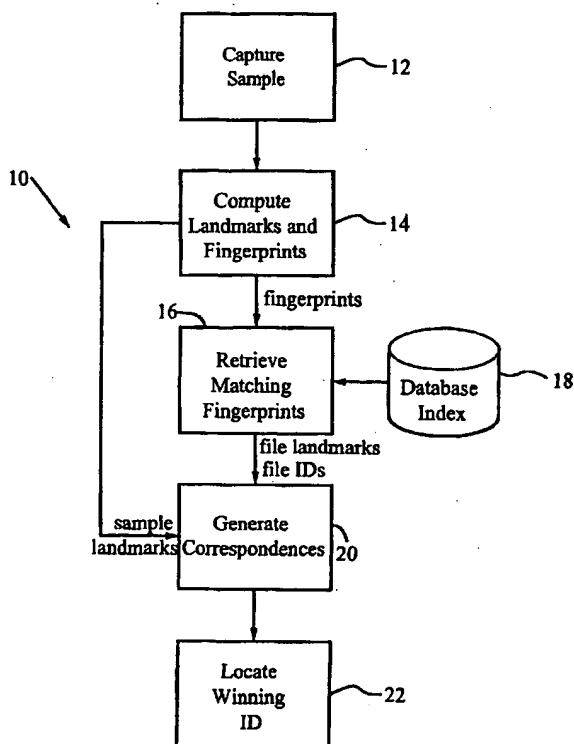 Capture
Sample
12
10
Compute
Landmarks and
Fingerprints
14
fingerprints
16
Retrieve
Matching
Fingerprints
Database
Index
18
file landmarks
file IDs
sample
landmarks
Generate
Correspondences
20
Locate
Winning
ID
22